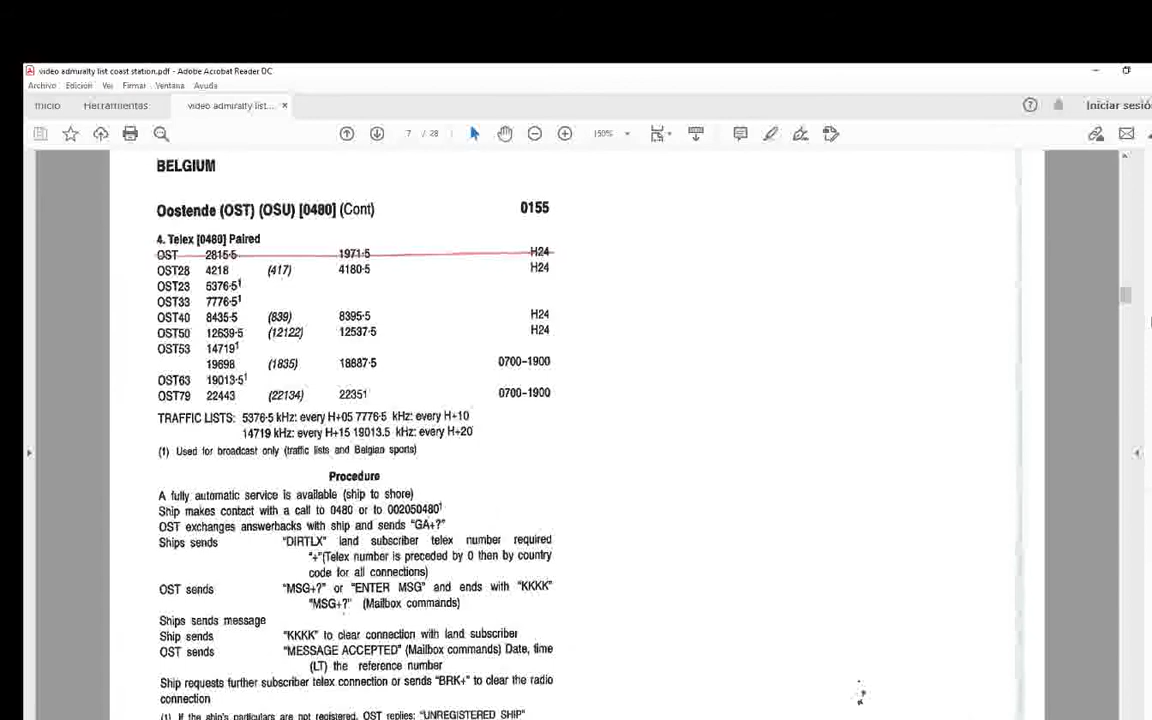 video admiralty list coast station.pdf - Adobe Acrobat Reader DC
Archivo Edición Ver Firmar Ventana Ayuda
Inicio Herramientas video admiralty list... × Iniciar sesió
7 / 28 150%
BELGIUM
Oostende (OST) (OSU) [0480] (Cont) 0155
4. Telex [0480] Paired
OST 2815·5 1971·5 H24
OST28 4218 (417) 4180·5 H24
OST23 5376·5¹
OST33 7776·5¹
OST40 8435·5 (839) 8395·5 H24
OST50 12639·5 (12122) 12537·5 H24
OST53 14719¹
19698 (1835) 18887·5 0700–1900
OST63 19013·5¹
OST79 22443 (22134) 22351 0700–1900
TRAFFIC LISTS: 5376·5 kHz: every H+05 7776·5 kHz: every H+10
14719 kHz: every H+15 19013.5 kHz: every H+20
(1) Used for broadcast only (traffic lists and Belgian sports)
Procedure
A fully automatic service is available (ship to shore)
Ship makes contact with a call to 0480 or to 002050480¹
OST exchanges answerbacks with ship and sends "GA+?"
Ships sends "DIRTLX" land subscriber telex number required
"+"(Telex number is preceded by 0 then by country
code for all connections)
OST sends "MSG+?" or "ENTER MSG" and ends with "KKKK"
"MSG+?" (Mailbox commands)
Ships sends message
Ship sends "KKKK" to clear connection with land subscriber
OST sends "MESSAGE ACCEPTED" (Mailbox commands) Date, time
(LT) the reference number
Ship requests further subscriber telex connection or sends "BRK+" to clear the radio
connection
(1) If the ship's particulars are not registered, OST replies: "UNREGISTERED SHIP"